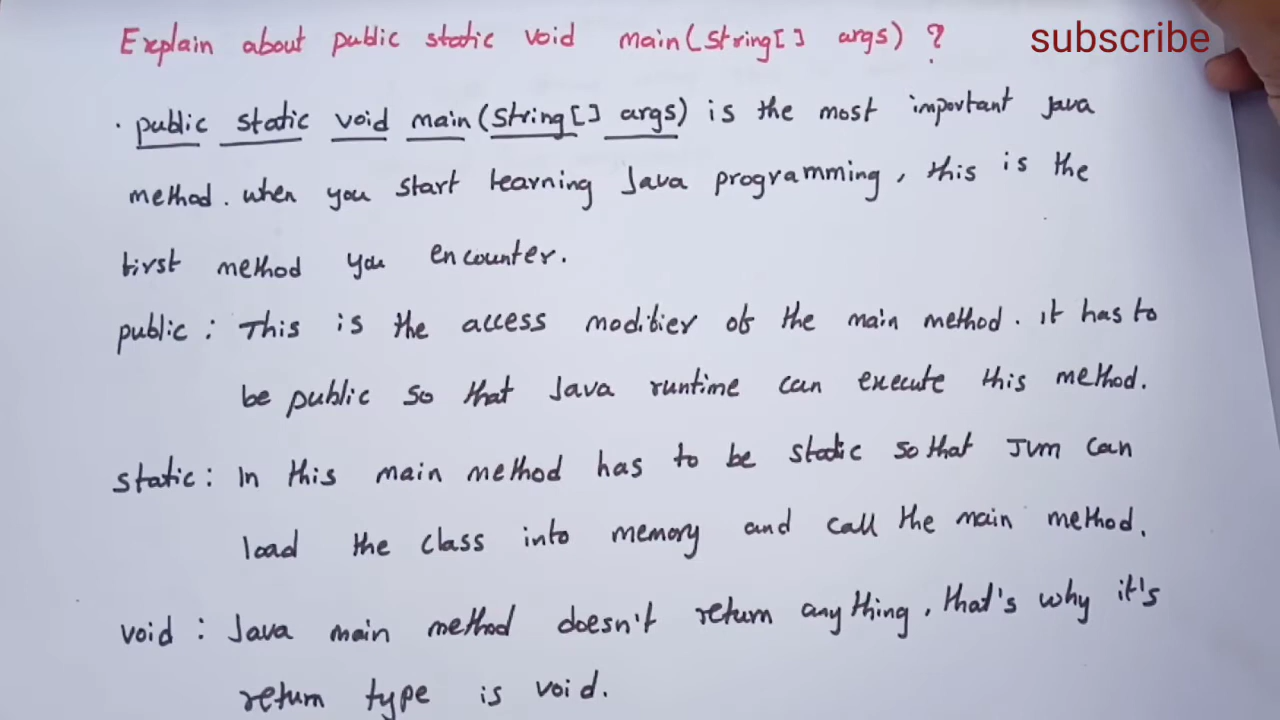 Explain about public static void main(String[] args) ?
subscribe
. public static void main (String[] args) is the most important java
method. when you start learning Java programming, this is the
first method you encounter.
public : This is the access modifier of the main method. it has to
be public so that Java runtime can execute this method.
static : In this main method has to be static so that JVM can
load the class into memory and call the main method.
void : Java main method doesn't return anything, that's why it's
return type is void.